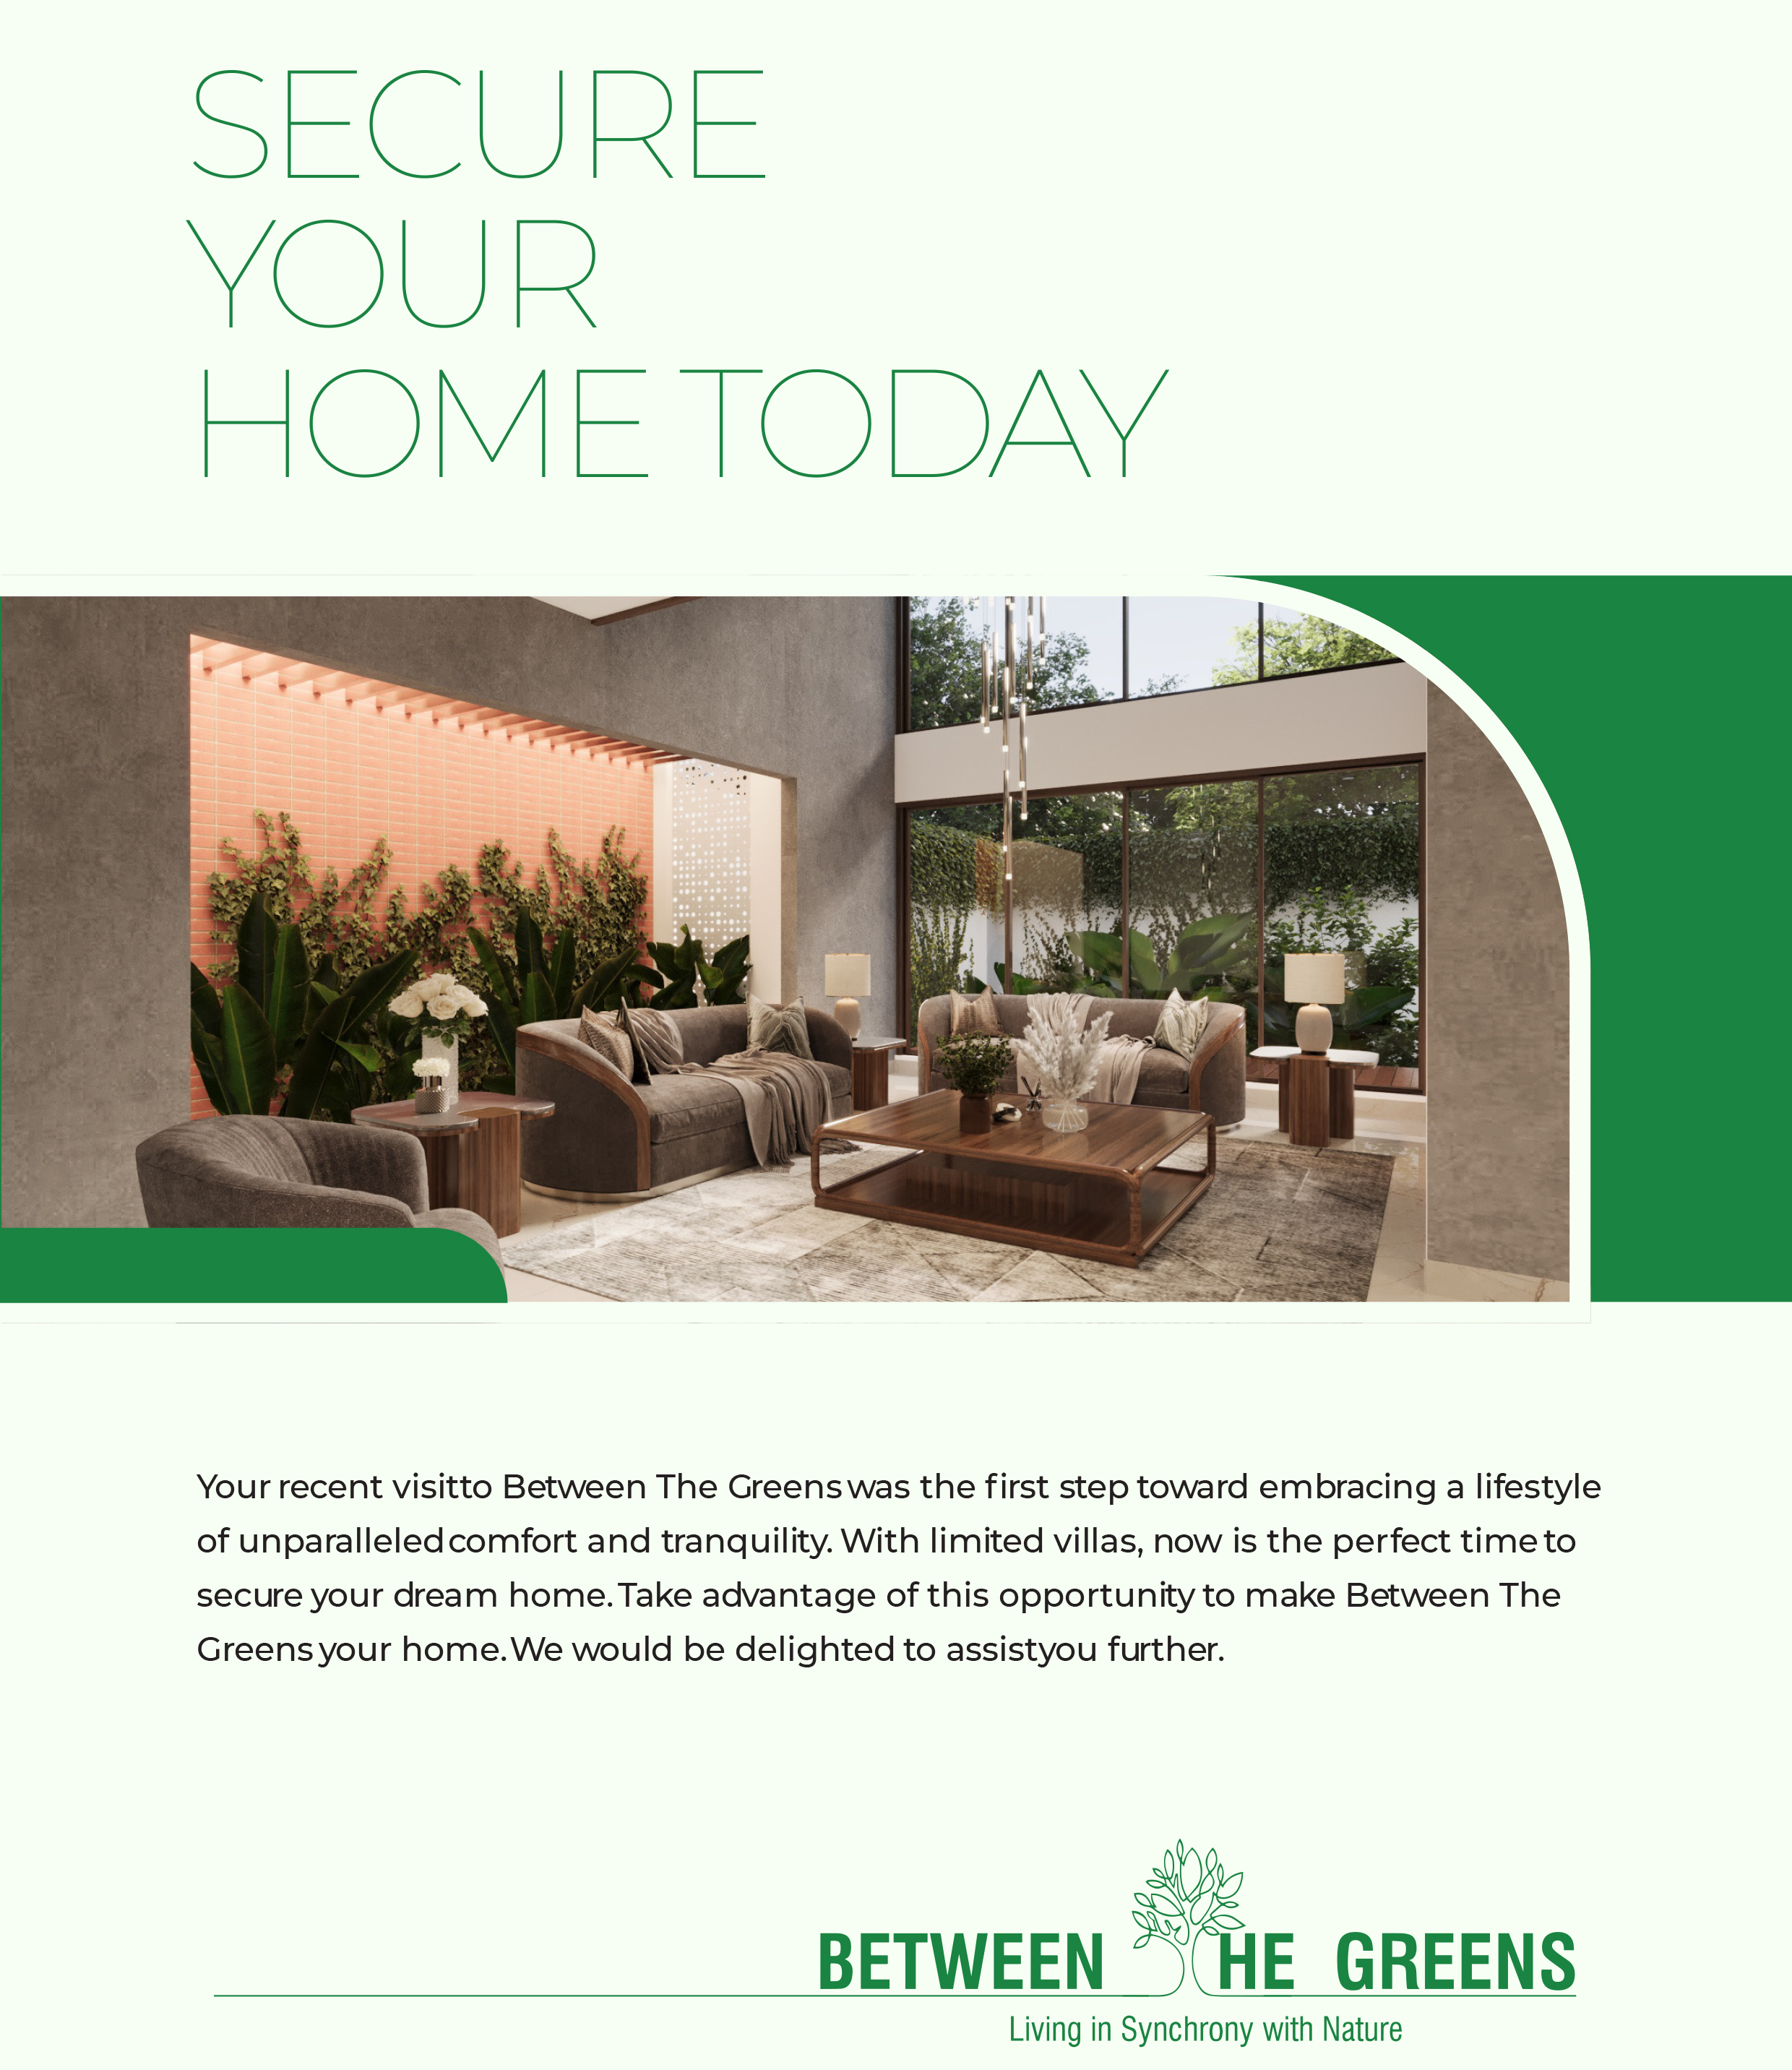 SECURE
YOUR
HOME TODAY
Your recent visitto Between The Greens was the first step toward embracing a lifestyle
of unparalleled comfort and tranquility. With limited villas, now is the perfect time to
secure your dream home. Take advantage of this opportunity to make Between The
Greens your home. We would be delighted to assistyou further.
BETWEEN THE GREENS
Living in Synchrony with Nature